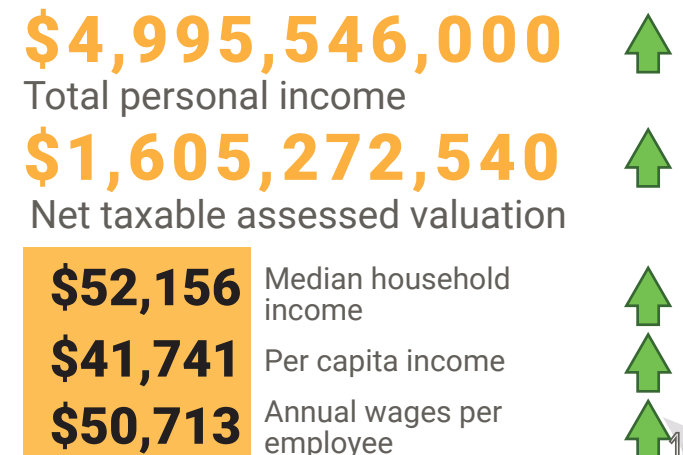 $4,995,546,000
Total personal income
$1,605,272,540
Net taxable assessed valuation
$52,156 Median household
income
$41,741 Per capita income
$50,713 Annual wages per
employee
1